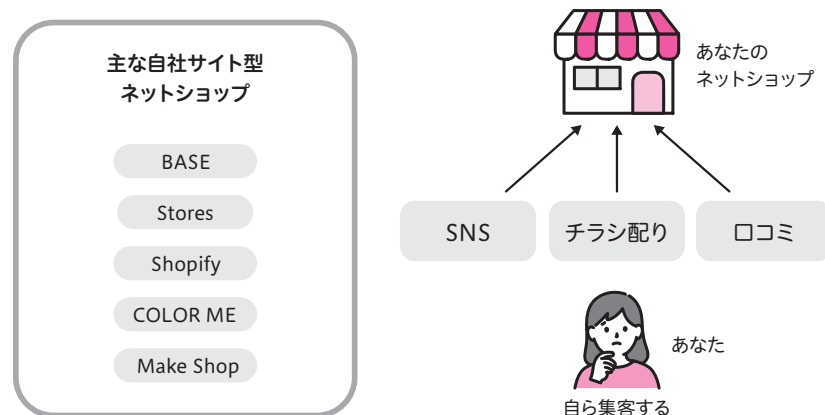 主な自社サイト型
ネットショップ
BASE
Stores
Shopify
COLOR ME
Make Shop
あなたの
ネットショップ
SNS
チラシ配り
口コミ
あなた
自ら集客する